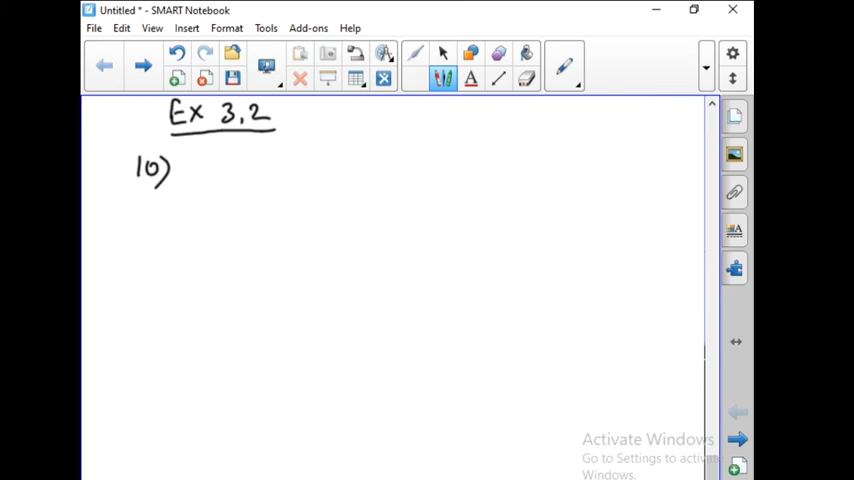 Untitled * - SMART Notebook
File Edit View Insert Format Tools Add-ons Help
Ex 3.2
10)
Activate Windows
Go to Settings to activate
Windows.